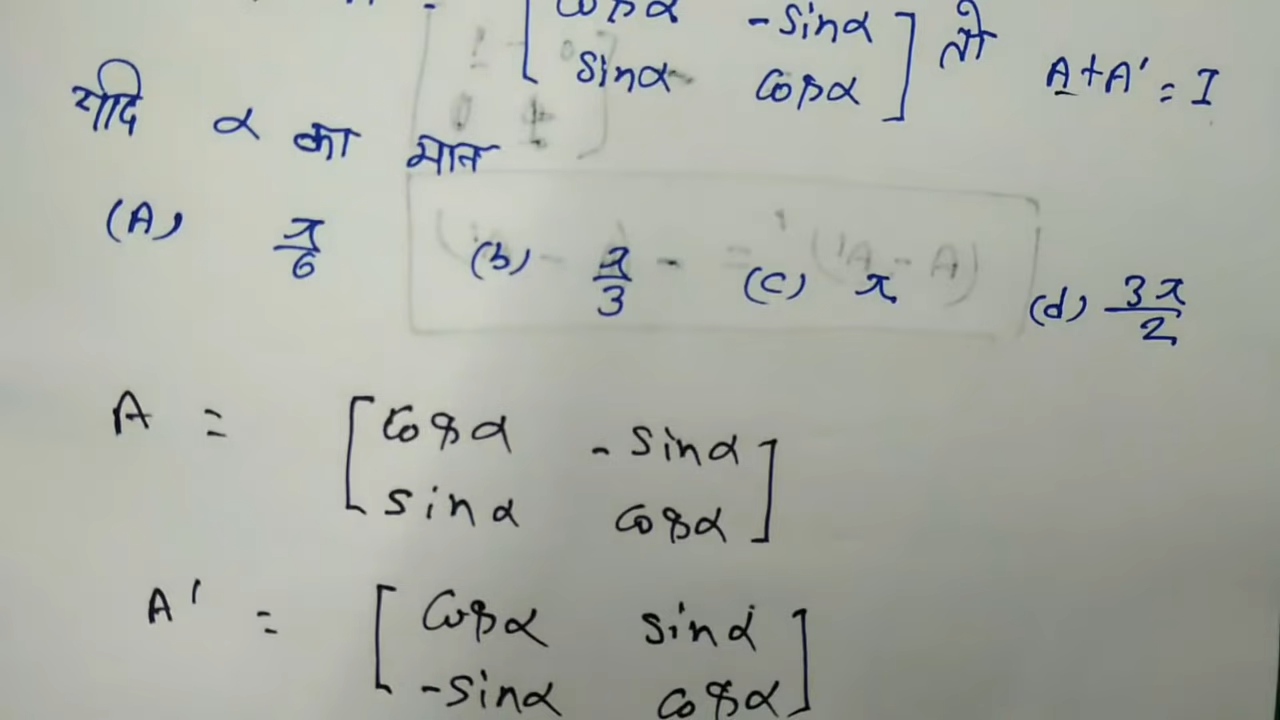 [ cosα -sinα
sinα cosα ] तो A+A' = I
यदि α का मान
(A) π/6 (b) π/3 (c) π (d) 3π/2
A = [ cosα -sinα
sinα cosα ]
A' = [ cosα sinα
-sinα cosα ]